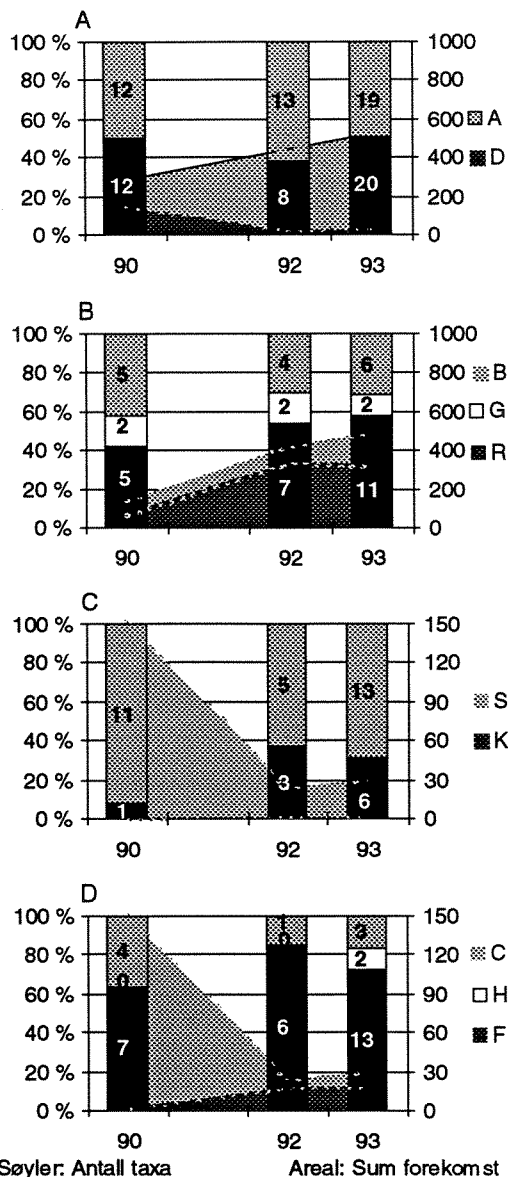 A
100 % 1000
80 % 12 13 19 800
60 % 600 A
40 % 400 D
20 % 12 8 20 200
0 % 0
90 92 93
B
100 % 1000
80 % 5 4 6 800 B
60 % 2 2 2 600 G
40 % 400 R
20 % 5 7 11 200
0 % 0
90 92 93
C
100 % 150
80 % 5 13 120
60 % 11 90 S
40 % 60 K
20 % 3 6 30
0 % 1 0
90 92 93
D
100 % 1 150
80 % 4 0 3 120 C
60 % 0 2 90 H
40 % 7 6 13 60 F
20 % 30
0 % 0
90 92 93
Søyler: Antall taxa Areal: Sum forekomst